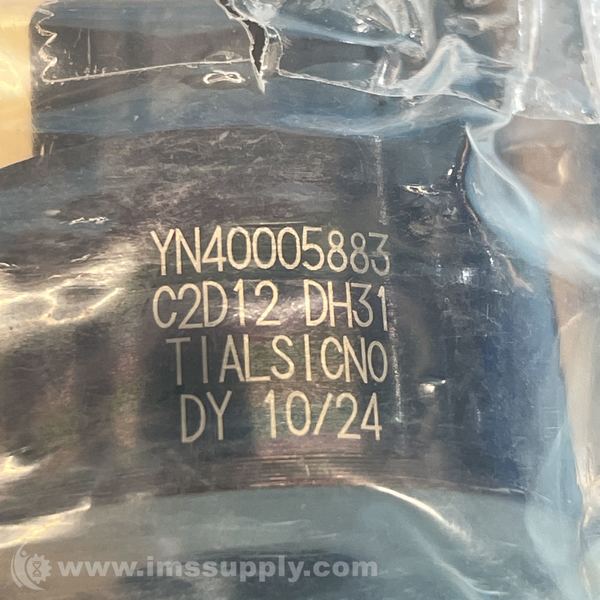 YN40005883
C2D12 DH31
TIALSICNO
DY 10/24
www.imssupply.com